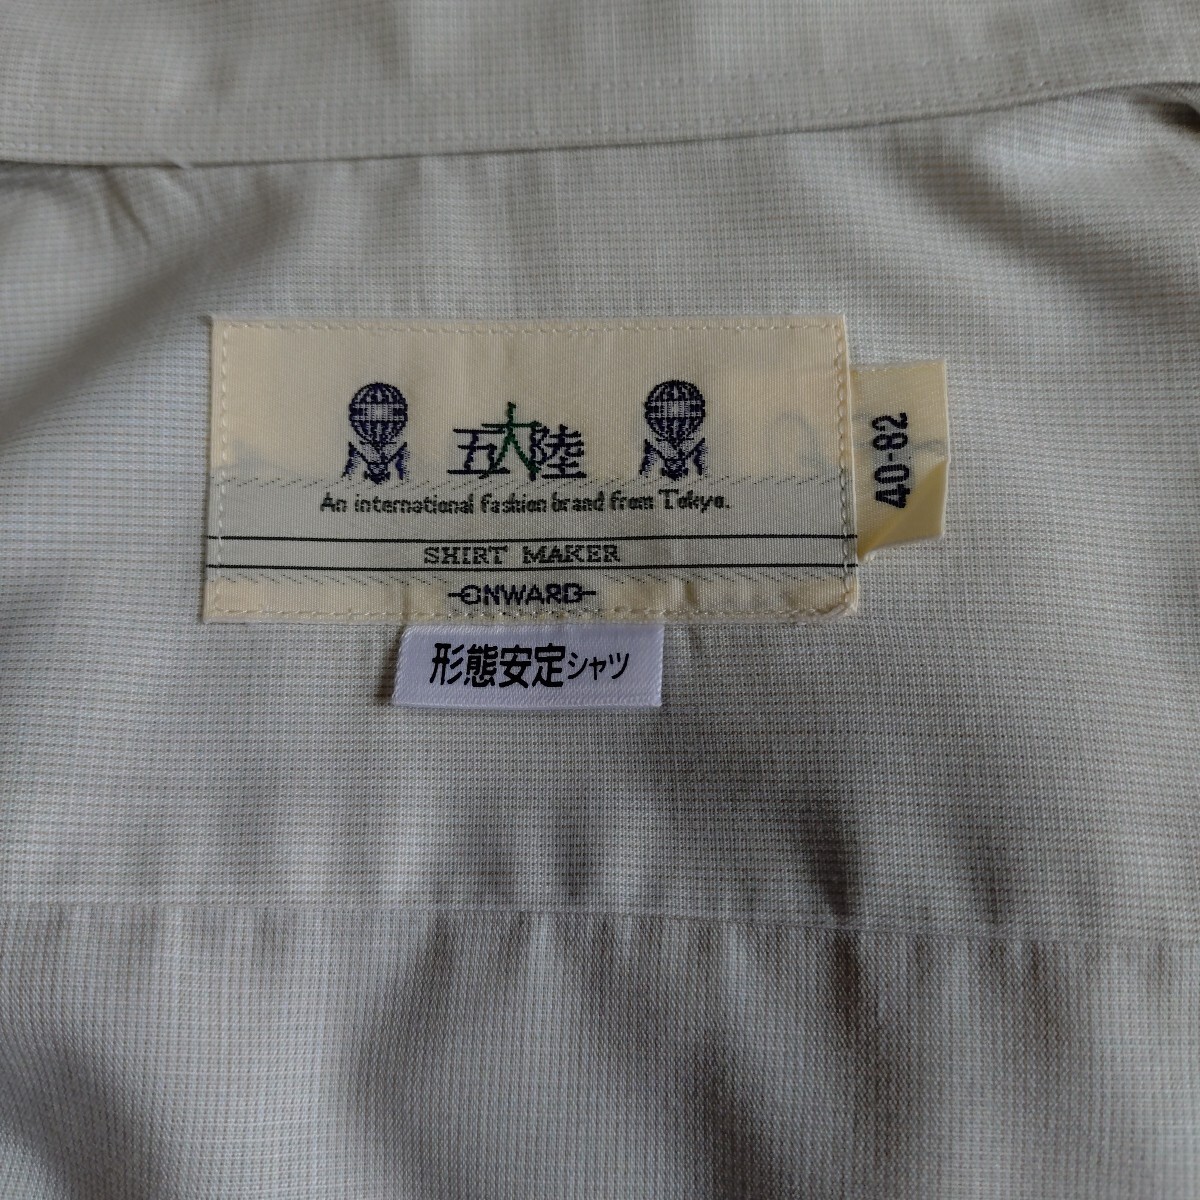 五大陸
An international fashion brand from Tokyo.
SHIRT MAKER
ONWARD
40-82
形態安定シャツ